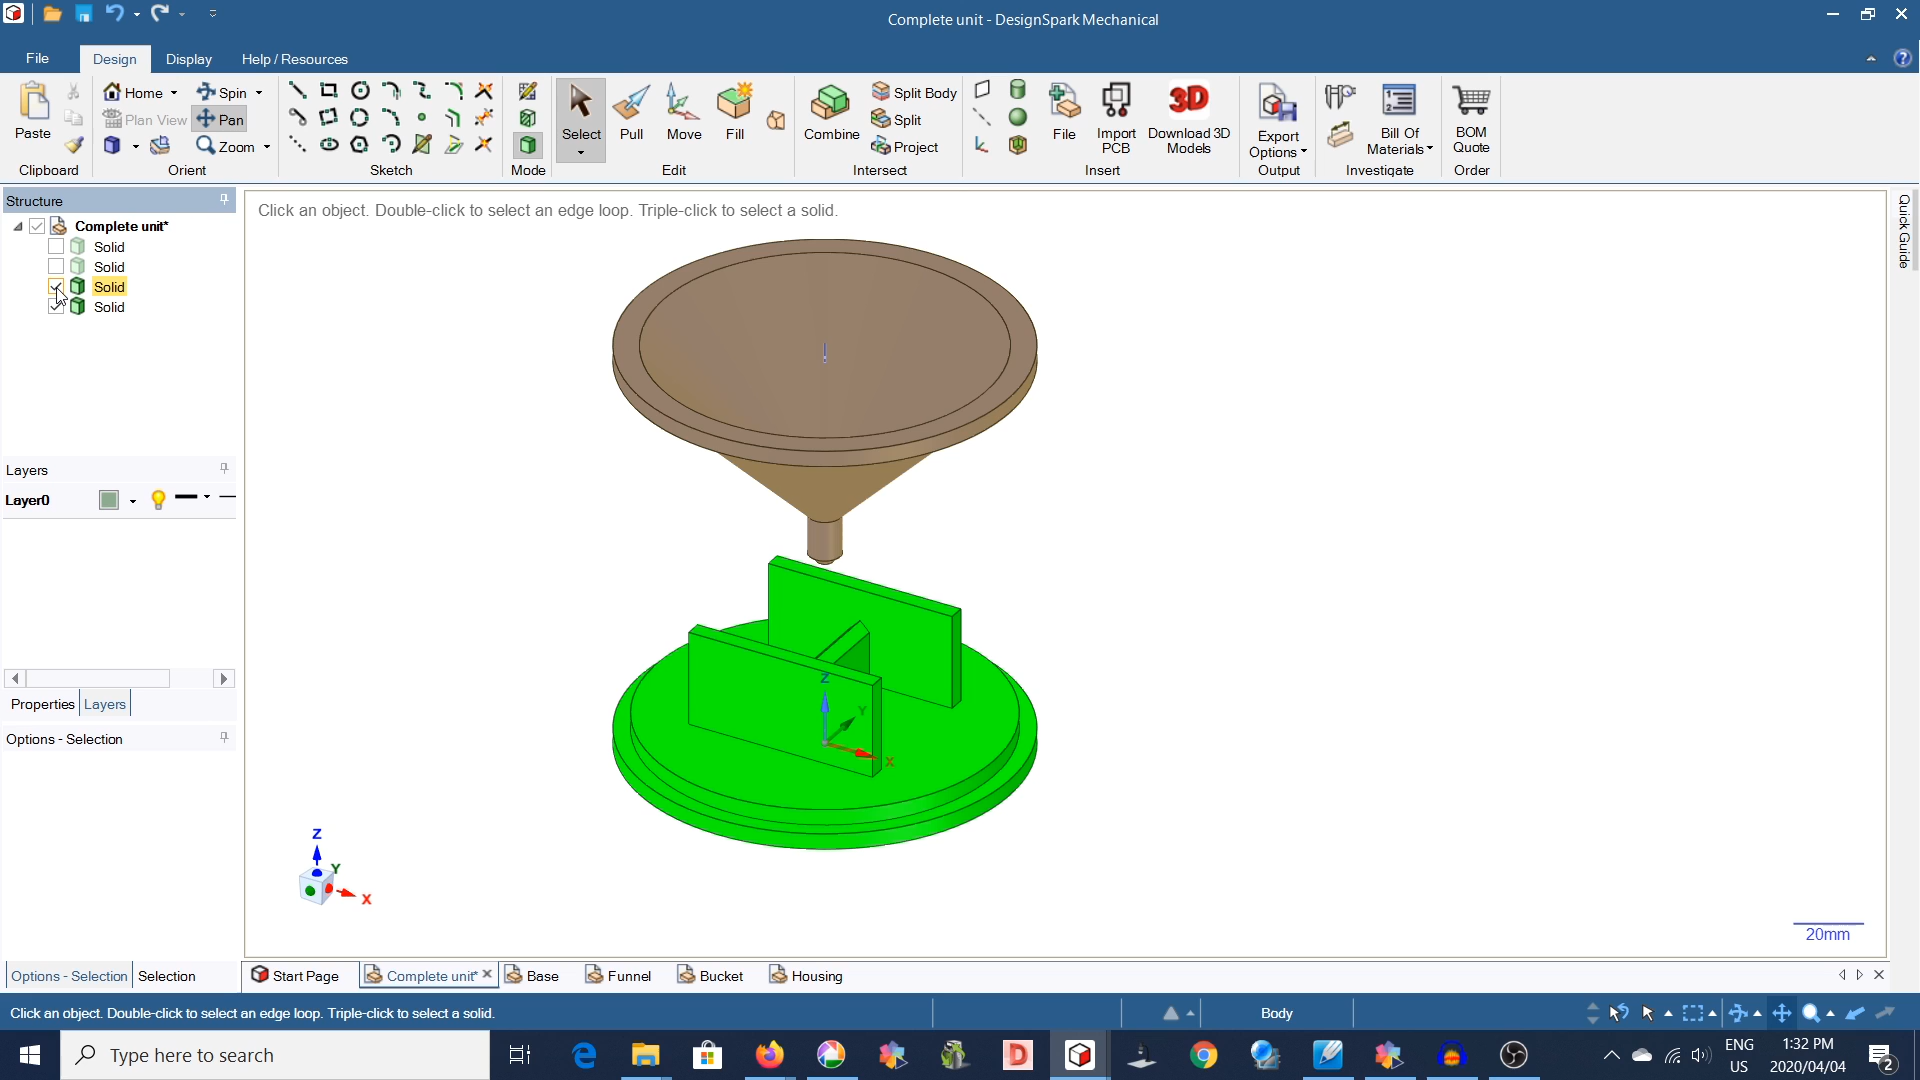 Complete unit - DesignSpark Mechanical
File
Design
Display
Help / Resources
Paste
Clipboard
Home
Spin
Plan View
Pan
Zoom
Orient
Sketch
Mode
Select
Pull
Move
Fill
Edit
Combine
Split Body
Split
Project
Intersect
File
Import PCB
3D
Download 3D Models
Insert
Export Options
Output
Bill Of Materials
Investigate
BOM Quote
Order
Structure
Complete unit*
Solid
Solid
Solid
Solid
Click an object. Double-click to select an edge loop. Triple-click to select a solid.
Quick Guide
Layers
Layer0
Properties
Layers
Options - Selection
Z
Y
X
Z
Y
X
20mm
Options - Selection
Selection
Start Page
Complete unit*
Base
Funnel
Bucket
Housing
Click an object. Double-click to select an edge loop. Triple-click to select a solid.
Body
Type here to search
ENG
US
1:32 PM
2020/04/04
2